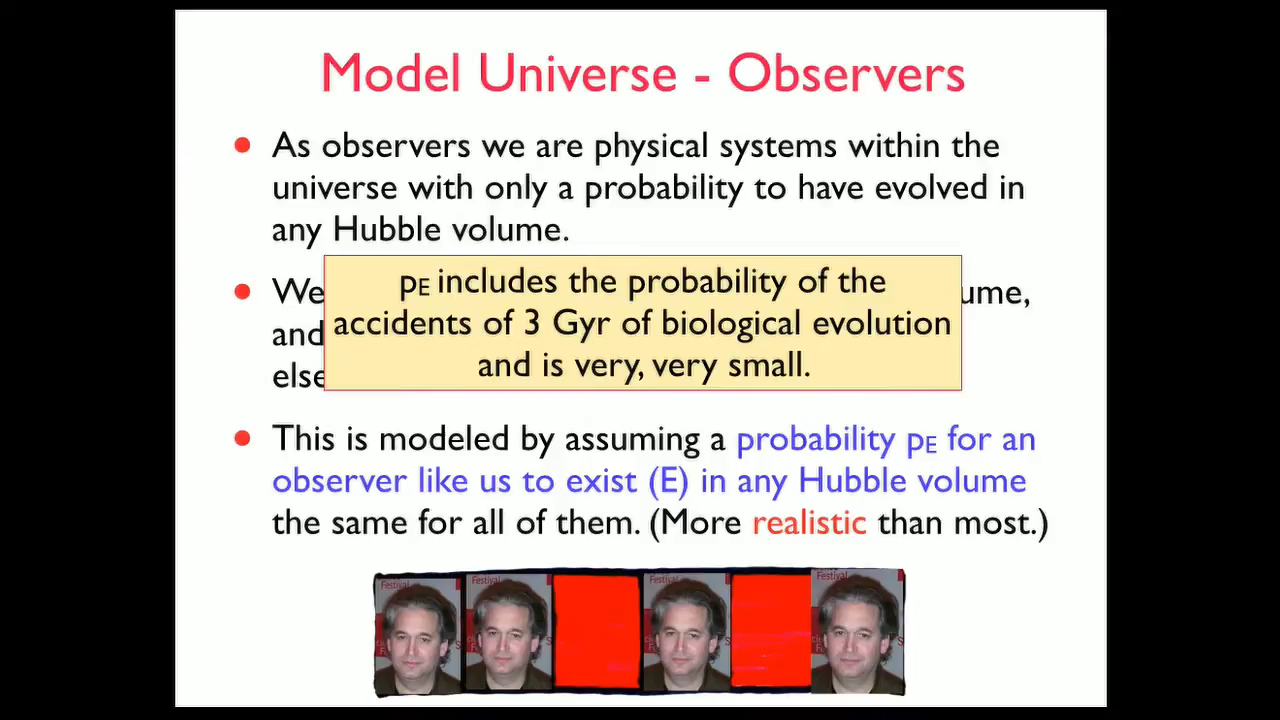 Model Universe - Observers
• As observers we are physical systems within the
universe with only a probability to have evolved in
any Hubble volume.
• We ume,
and
else
pE includes the probability of the
accidents of 3 Gyr of biological evolution
and is very, very small.
• This is modeled by assuming a probability pE for an
observer like us to exist (E) in any Hubble volume
the same for all of them. (More realistic than most.)
Festival
Festival
Festival